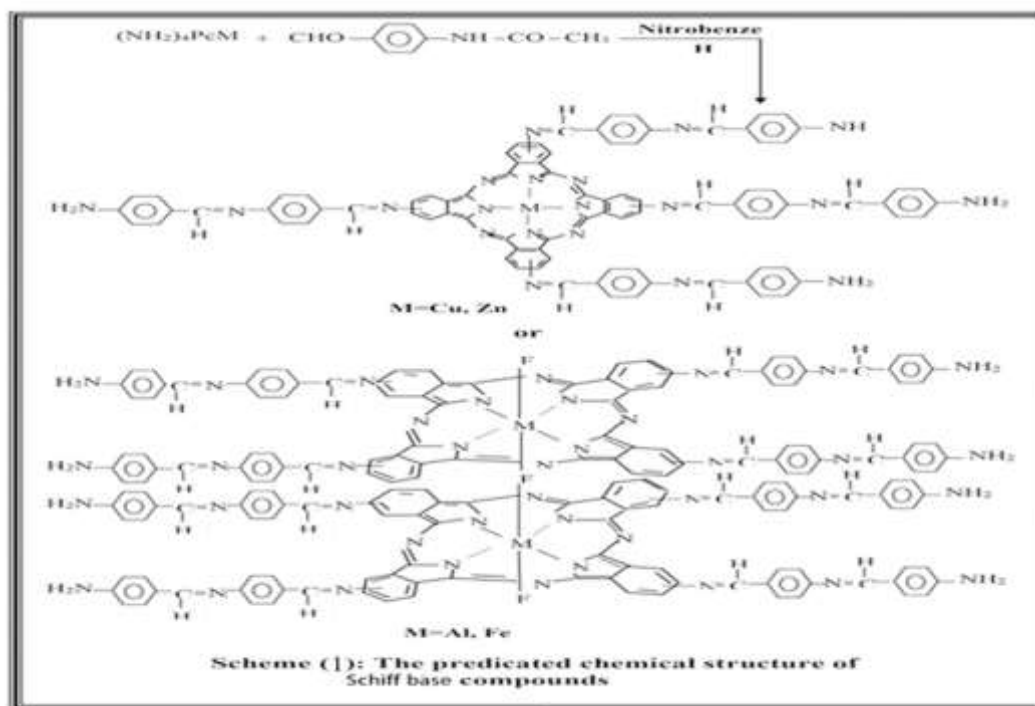 (NH₂)₄PcM + CHO NH-CO-CH₃ Nitrobenze
H
H H
N=C N=C NH
H H
H₂N C=N C=N N=C N=C NH₂
H H
N N N N M N N N N
N=C N=C NH₂
H H
M=Cu, Zn
or
F H H
H₂N C=N C=N N=C N=C NH₂
H H
N N N M N N N
H H
H₂N C=N C=N N=C N=C NH₂
H H F H H
H₂N C=N C=N N=C N=C NH₂
H H
N N N M N N N
H H
H₂N C=N C=N N=C N=C NH₂
H H F
M=Al, Fe
Scheme (1): The predicated chemical structure of
Schiff base compounds